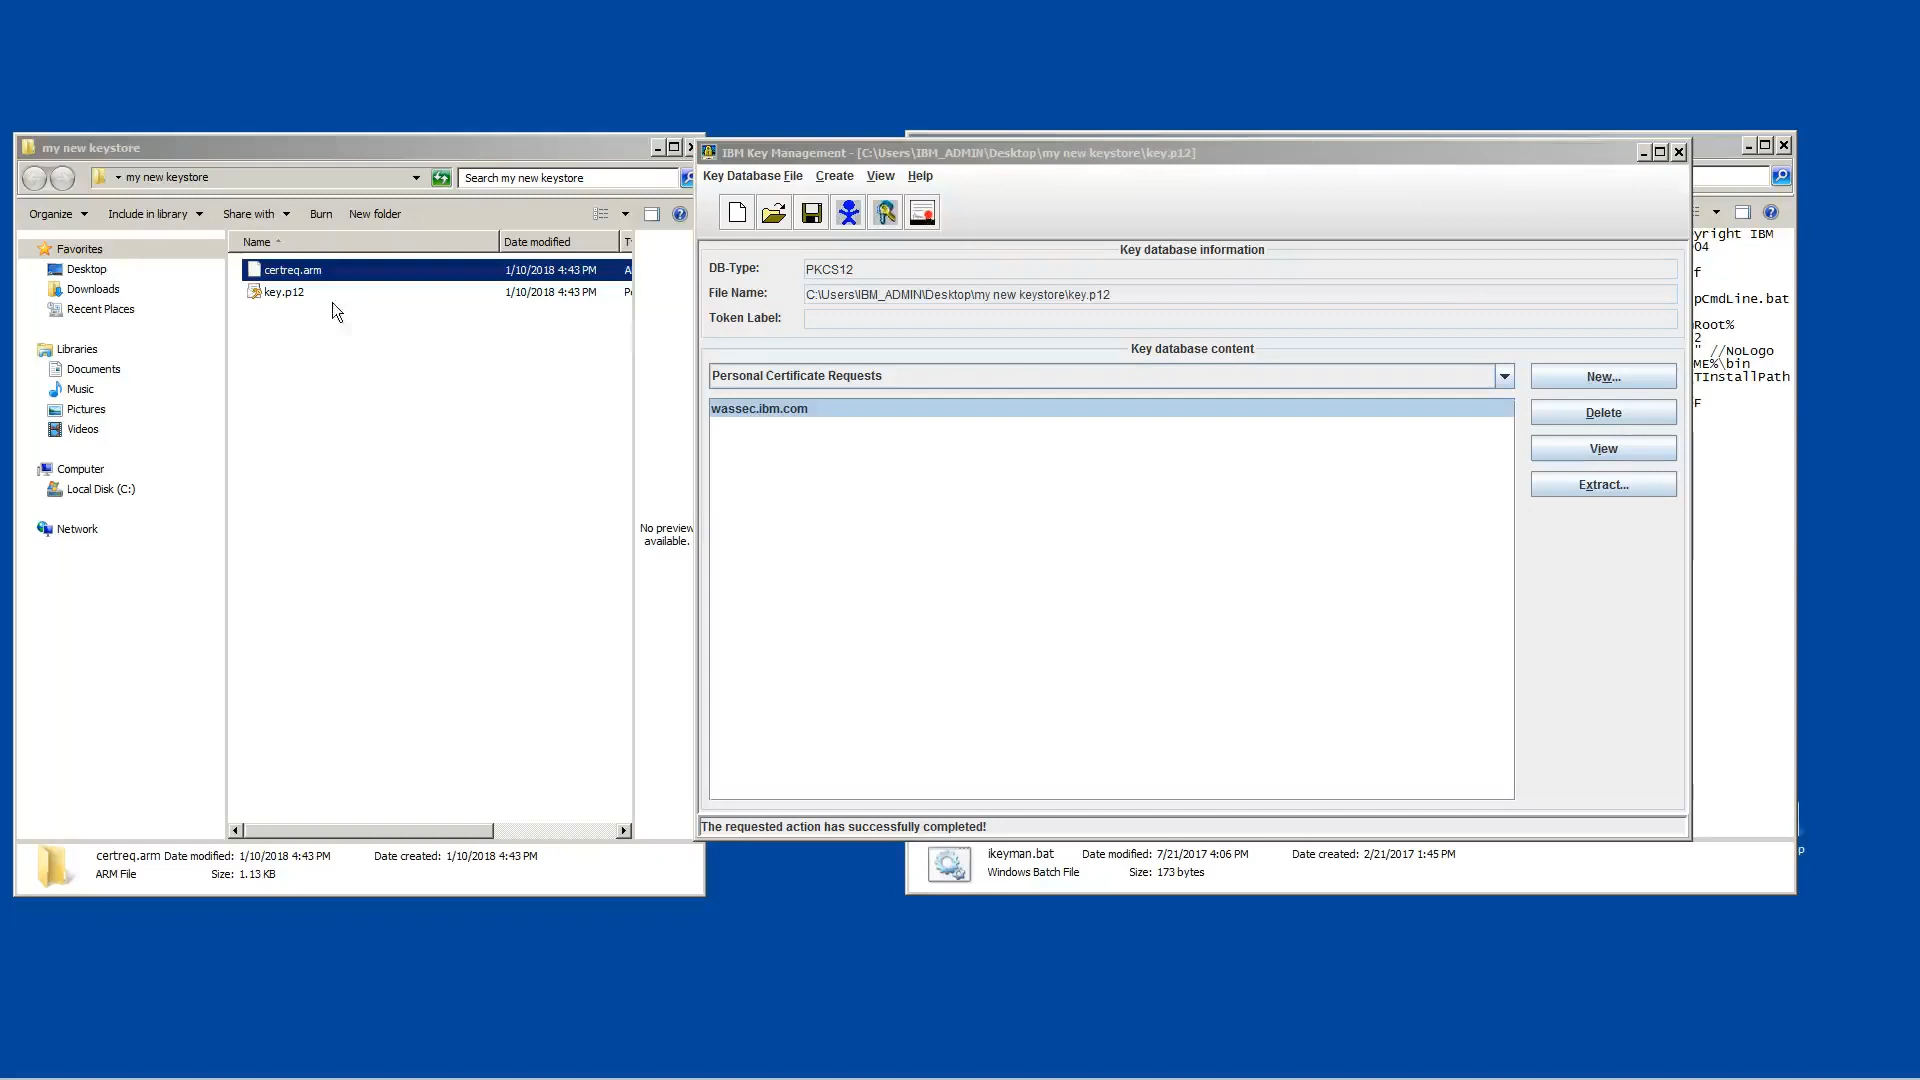 my new keystore
my new keystore
Search my new keystore
Organize
Include in library
Share with
Burn
New folder
Name
Date modified
Favorites
Desktop
Downloads
Recent Places
Libraries
Documents
Music
Pictures
Videos
Computer
Local Disk (C:)
Network
certreq.arm 1/10/2018 4:43 PM A
key.p12 1/10/2018 4:43 PM
No preview
available.
certreq.arm Date modified: 1/10/2018 4:43 PM Date created: 1/10/2018 4:43 PM
ARM File Size: 1.13 KB
IBM Key Management - [C:\Users\IBM_ADMIN\Desktop\my new keystore\key.p12]
Key Database File Create View Help
Key database information
DB-Type: PKCS12
File Name: C:\Users\IBM_ADMIN\Desktop\my new keystore\key.p12
Token Label:
Key database content
Personal Certificate Requests
wassec.ibm.com
New...
Delete
View
Extract...
The requested action has successfully completed!
yright IBM
04
f
pCmdLine.bat
Root%
2
" //NoLogo
ME%\bin
TInstallPath
F
ikeyman.bat Date modified: 7/21/2017 4:06 PM Date created: 2/21/2017 1:45 PM
Windows Batch File Size: 173 bytes
p